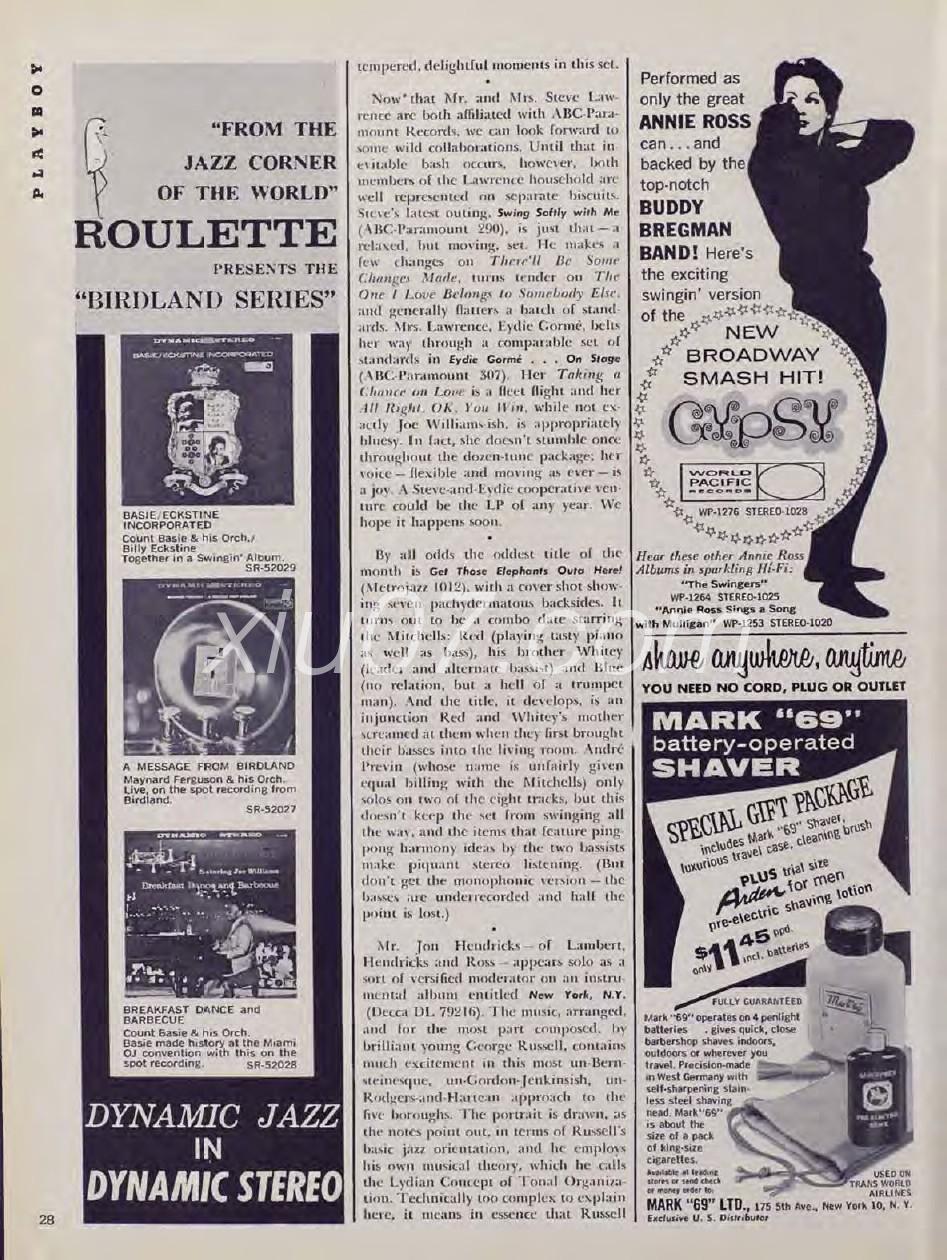 PLAYBOY
"FROM THE
JAZZ CORNER
OF THE WORLD"
ROULETTE
PRESENTS THE
"BIRDLAND SERIES"
DYNAMIC STEREO
BASIE/ECKSTINE INCORPORATED
BASIE/ECKSTINE
INCORPORATED
Count Basie & his Orch./
Billy Eckstine
Together in a Swingin' Album.
SR-52029
DYNAMIC STEREO
A MESSAGE FROM BIRDLAND
Maynard Ferguson & his Orch.
Live, on the spot recording from
Birdland.
SR-52027
DYNAMIC STEREO
featuring Joe Williams
Breakfast Dance and Barbecue
BREAKFAST DANCE and
BARBECUE
Count Basie & his Orch.
Basie made history at the Miami
OJ convention with this on the
spot recording. SR-52028
DYNAMIC JAZZ
IN
DYNAMIC STEREO
28
tempered, delightful moments in this set.
•
Now that Mr. and Mrs. Steve Law-
rence are both affiliated with ABC-Para-
mount Records, we can look forward to
some wild collaborations. Until that in-
evitable bash occurs, however, both
members of the Lawrence household are
well represented on separate biscuits.
Steve's latest outing, Swing Softly with Me
(ABC-Paramount 290), is just that — a
relaxed, but moving, set. He makes a
few changes on There'll Be Some
Changes Made, turns tender on The
One I Love Belongs to Somebody Else,
and generally flatters a batch of stand-
ards. Mrs. Lawrence, Eydie Gormé, belts
her way through a comparable set of
standards in Eydie Gormé . . . On Stage
(ABC-Paramount 307). Her Taking a
Chance on Love is a fleet flight and her
All Right, OK, You Win, while not ex-
actly Joe Williams-ish, is appropriately
bluesy. In fact, she doesn't stumble once
throughout the dozen-tune package; her
voice — flexible and moving as ever — is
a joy. A Steve-and-Eydie cooperative ven-
ture could be the LP of any year. We
hope it happens soon.
•
By all odds the oddest title of the
month is Get Those Elephants Outa Here!
(Metrojazz 1012), with a cover shot show-
ing seven pachydermatous backsides. It
turns out to be a combo date starring
the Mitchells: Red (playing tasty piano
as well as bass), his brother Whitey
(leader and alternate bassist) and Blue
(no relation, but a hell of a trumpet
man). And the title, it develops, is an
injunction Red and Whitey's mother
screamed at them when they first brought
their basses into the living room. André
Previn (whose name is unfairly given
equal billing with the Mitchells) only
solos on two of the eight tracks, but this
doesn't keep the set from swinging all
the way, and the items that feature ping-
pong harmony ideas by the two bassists
make piquant stereo listening. (But
don't get the monophonic version — the
basses are underrecorded and half the
point is lost.)
•
Mr. Jon Hendricks — of Lambert,
Hendricks and Ross — appears solo as a
sort of versified moderator on an instru-
mental album entitled New York, N.Y.
(Decca DL 79216). The music, arranged,
and for the most part composed, by
brilliant young George Russell, contains
much excitement in this most un-Bern-
steinesque, un-Gordon-Jenkinsish, un-
Rodgers-and-Hartean approach to the
five boroughs. The portrait is drawn, as
the notes point out, in terms of Russell's
basic jazz orientation, and he employs
his own musical theory, which he calls
the Lydian Concept of Tonal Organiza-
tion. Technically too complex to explain
here, it means in essence that Russell
Performed as
only the great
ANNIE ROSS
can . . . and
backed by the
top-notch
BUDDY
BREGMAN
BAND! Here's
the exciting
swingin' version
of the
NEW
BROADWAY
SMASH HIT!
GYPSY
WORLD
PACIFIC
RECORDS
WP-1276 STEREO-1028
Hear these other Annie Ross
Albums in sparkling Hi-Fi:
"The Swingers"
WP-1264 STEREO-1025
"Annie Ross Sings a Song
with Mulligan" WP-1253 STEREO-1020
shave anywhere, anytime
YOU NEED NO CORD, PLUG OR OUTLET
MARK "69"
battery-operated
SHAVER
SPECIAL GIFT PACKAGE
includes Mark "69" Shaver,
luxurious travel case, cleaning brush
PLUS trial size
Arden for men
pre-electric shaving lotion
only $11.45 ppd. incl. batteries
FULLY GUARANTEED
Mark "69" operates on 4 penlight
batteries . gives quick, close
barbershop shaves indoors,
outdoors or wherever you
travel. Precision-made
in West Germany with
self-sharpening stain-
less steel shaving
head. Mark "69"
is about the
size of a pack
of king-size
cigarettes.
Available at leading
stores or send check
or money order to:
USED ON
TRANS WORLD
AIRLINES
MARK "69" LTD., 175 5th Ave., New York 10, N. Y.
Exclusive U. S. Distributor